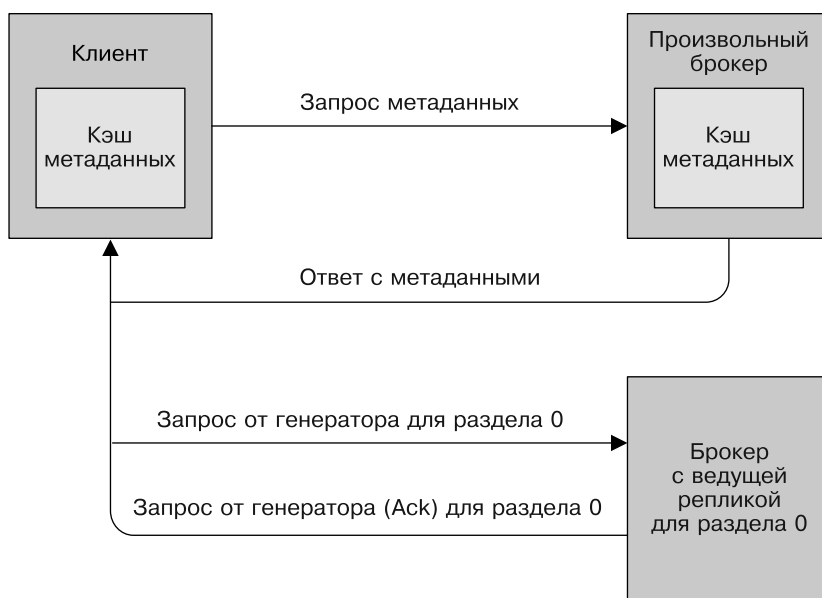 Клиент
Кэш
метаданных
Запрос метаданных
Произвольный
брокер
Кэш
метаданных
Ответ с метаданными
Запрос от генератора для раздела 0
Запрос от генератора (Ack) для раздела 0
Брокер
с ведущей
репликой
для раздела 0